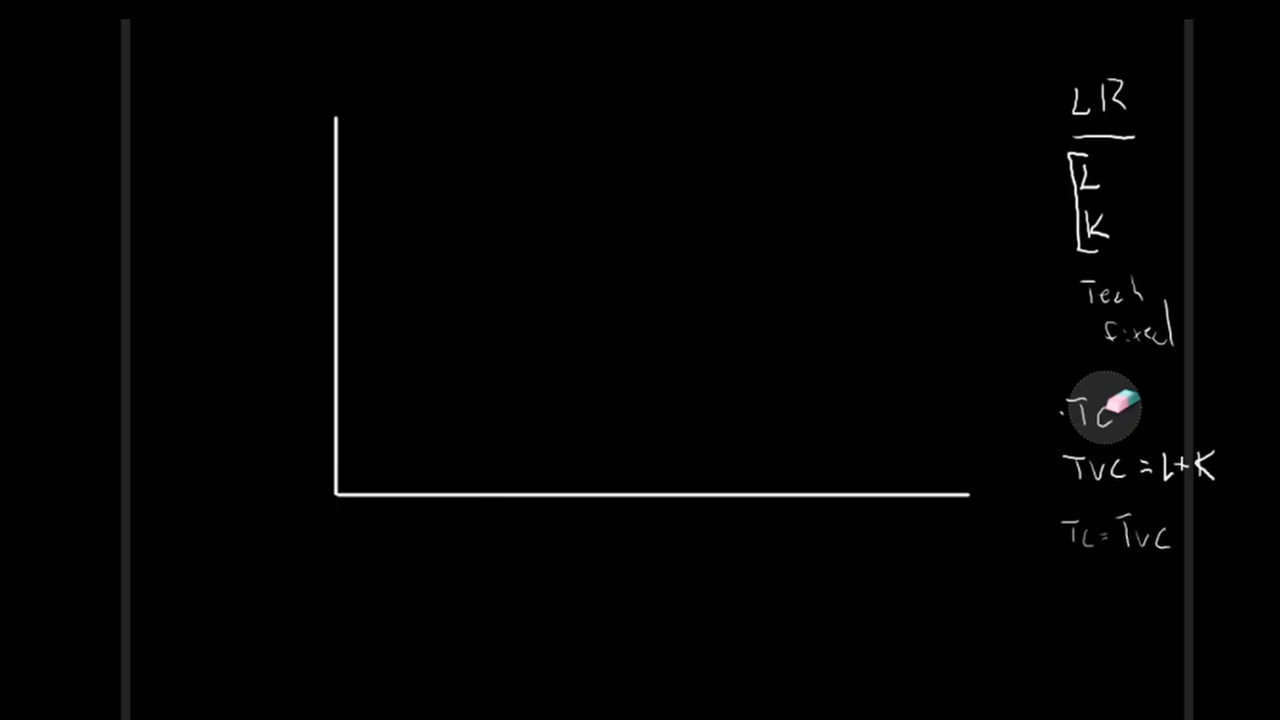 LR
L
K
Tech
fixed
TC
TVC = L+K
TC = TVC